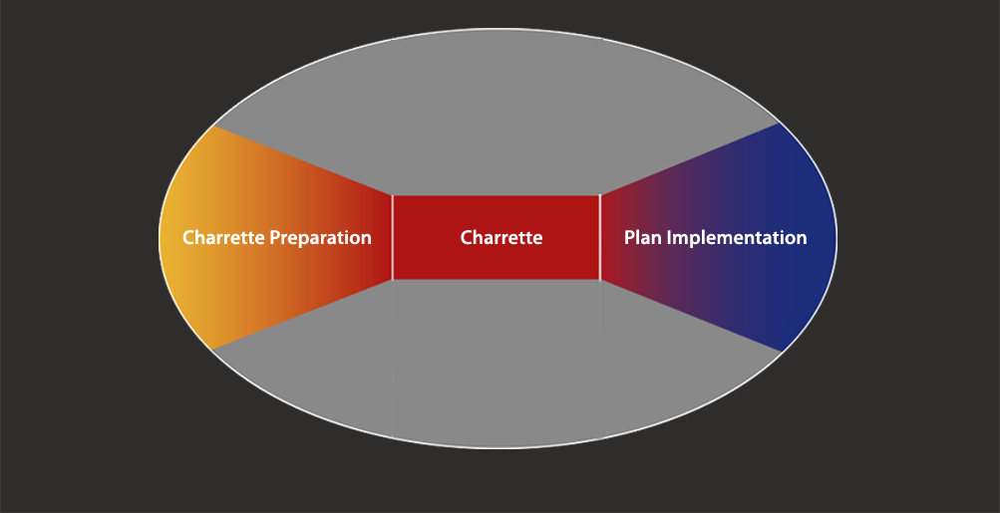 Charrette Preparation
Charrette
Plan Implementation